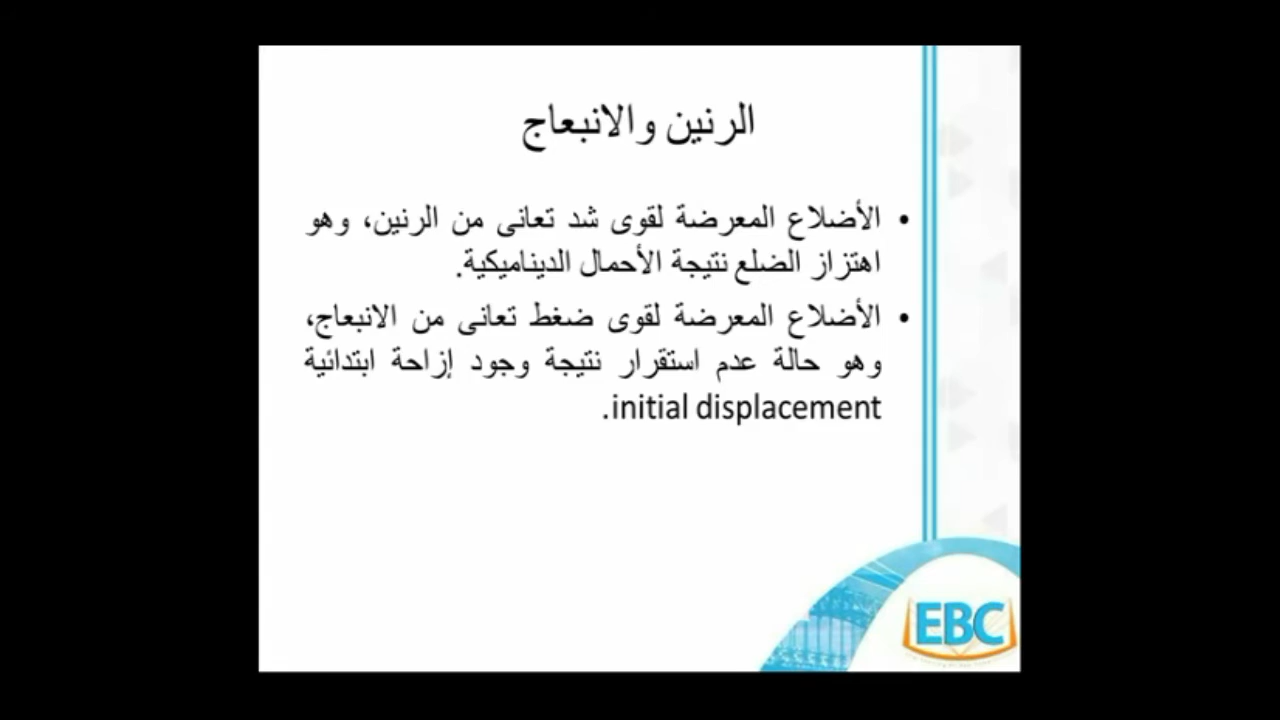 الرنين والانبعاج
• الأضلاع المعرضة لقوى شد تعانى من الرنين، وهو
اهتزاز الضلع نتيجة الأحمال الديناميكية.
• الأضلاع المعرضة لقوى ضغط تعانى من الانبعاج،
وهو حالة عدم استقرار نتيجة وجود إزاحة ابتدائية
initial displacement.
EBC